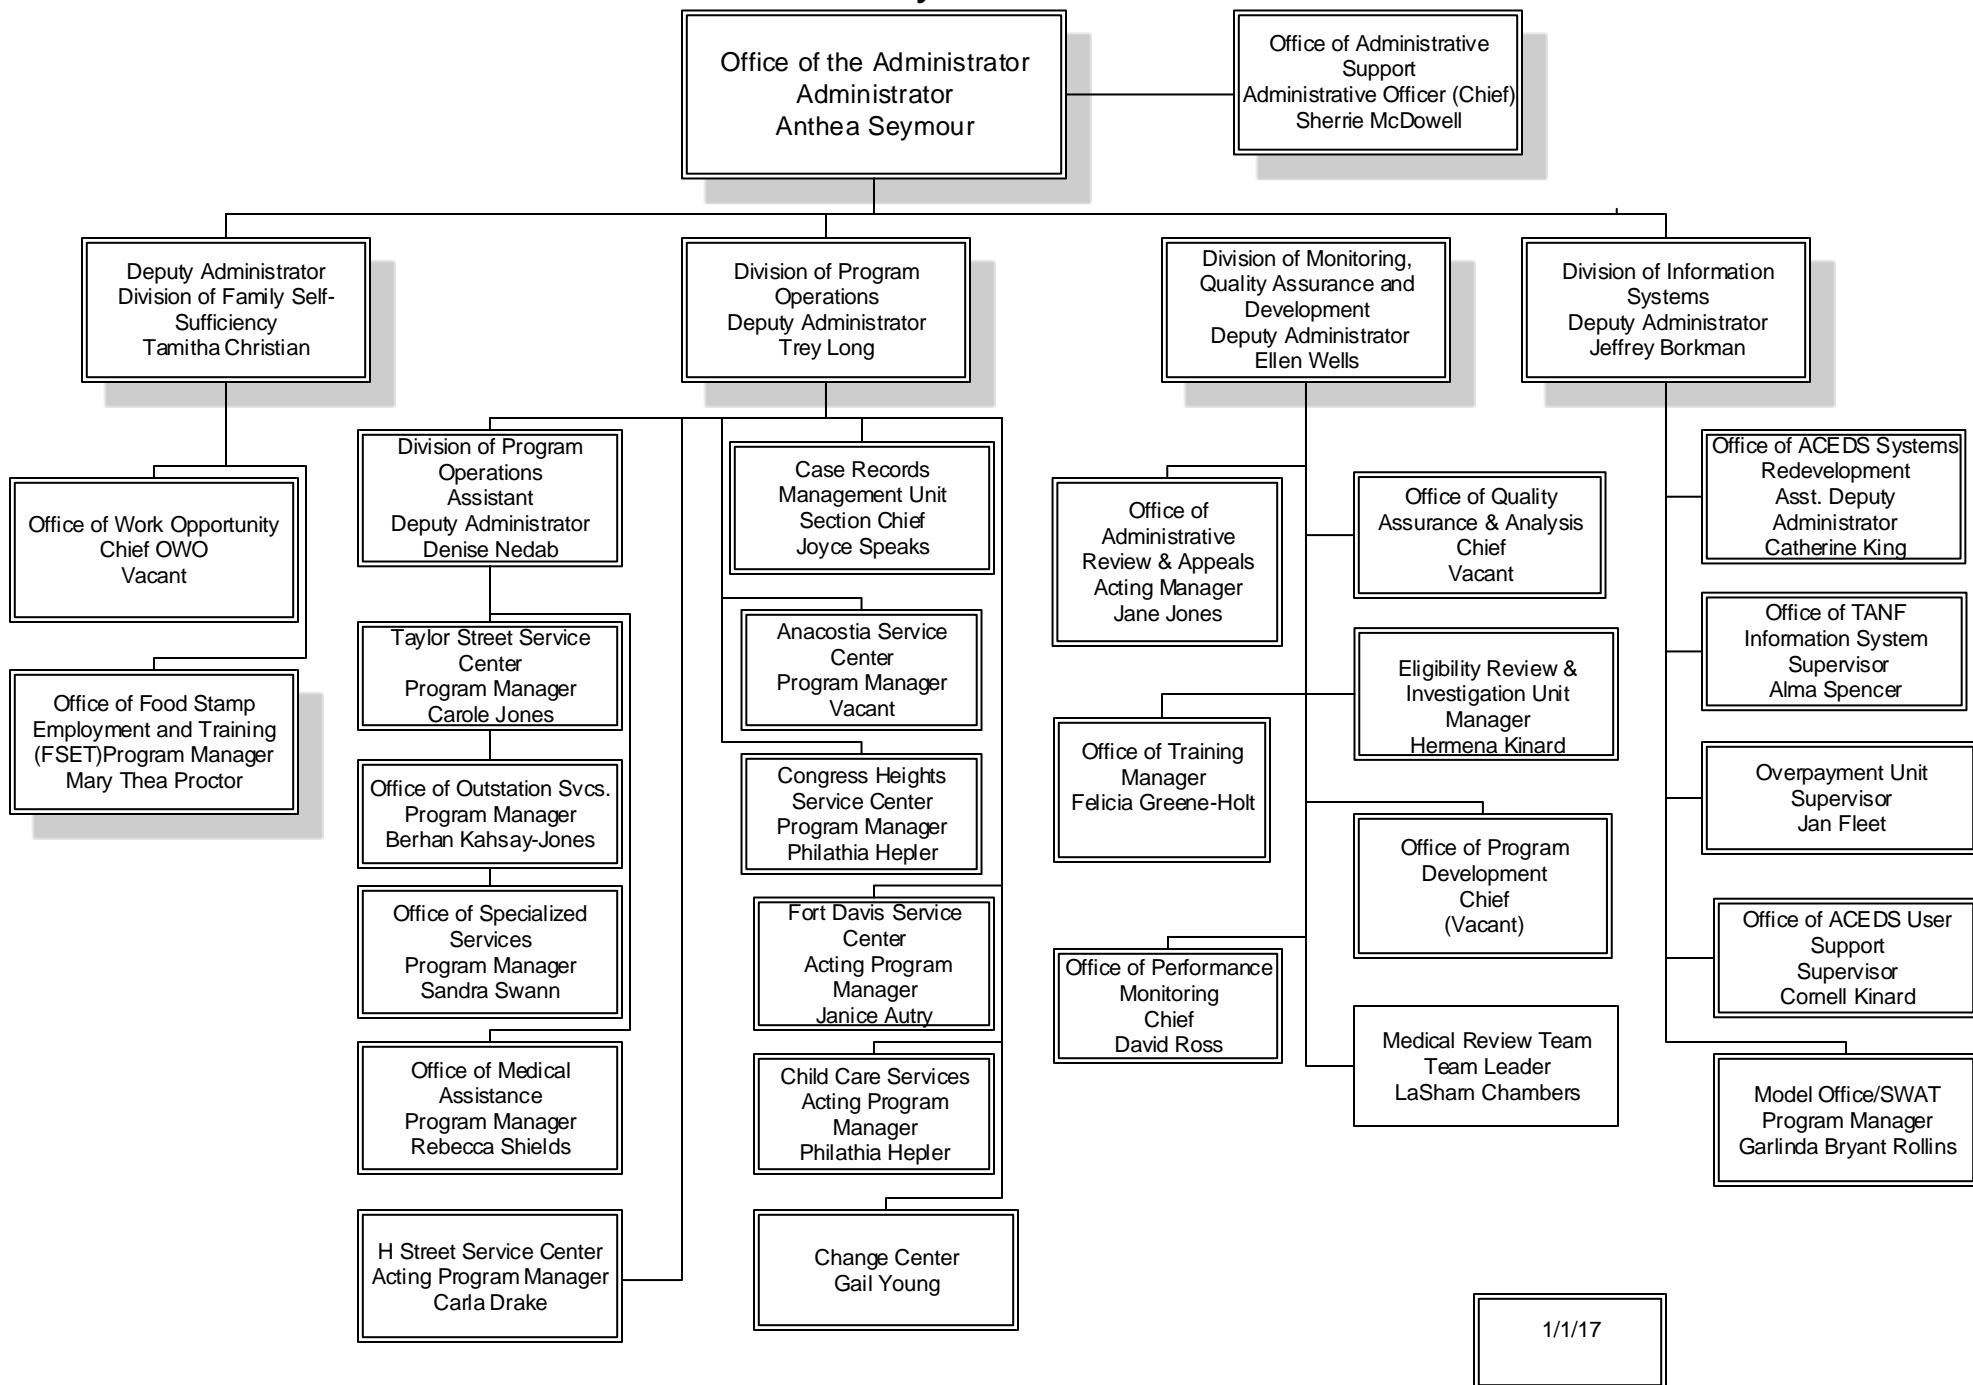 Office of the Administrator
Administrator
Anthea Seymour
Office of Administrative
Support
Administrative Officer (Chief)
Sherrie McDowell
Deputy Administrator
Division of Family Self-
Sufficiency
Tamitha Christian
Division of Program
Operations
Deputy Administrator
Trey Long
Division of Monitoring,
Quality Assurance and
Development
Deputy Administrator
Ellen Wells
Division of Information
Systems
Deputy Administrator
Jeffrey Borkman
Office of Work Opportunity
Chief OWO
Vacant
Office of Food Stamp
Employment and Training
(FSET)Program Manager
Mary Thea Proctor
Division of Program
Operations
Assistant
Deputy Administrator
Denise Nedab
Taylor Street Service
Center
Program Manager
Carole Jones
Office of Outstation Svcs.
Program Manager
Berhan Kahsay-Jones
Office of Specialized
Services
Program Manager
Sandra Swann
Office of Medical
Assistance
Program Manager
Rebecca Shields
H Street Service Center
Acting Program Manager
Carla Drake
Case Records
Management Unit
Section Chief
Joyce Speaks
Anacostia Service
Center
Program Manager
Vacant
Congress Heights
Service Center
Program Manager
Philathia Hepler
Fort Davis Service
Center
Acting Program
Manager
Janice Autry
Child Care Services
Acting Program
Manager
Philathia Hepler
Change Center
Gail Young
Office of
Administrative
Review & Appeals
Acting Manager
Jane Jones
Office of Training
Manager
Felicia Greene-Holt
Office of Performance
Monitoring
Chief
David Ross
Office of Quality
Assurance & Analysis
Chief
Vacant
Eligibility Review &
Investigation Unit
Manager
Hermena Kinard
Office of Program
Development
Chief
(Vacant)
Medical Review Team
Team Leader
LaSharn Chambers
Office of ACEDS Systems
Redevelopment
Asst. Deputy
Administrator
Catherine King
Office of TANF
Information System
Supervisor
Alma Spencer
Overpayment Unit
Supervisor
Jan Fleet
Office of ACEDS User
Support
Supervisor
Cornell Kinard
Model Office/SWAT
Program Manager
Garlinda Bryant Rollins
1/1/17